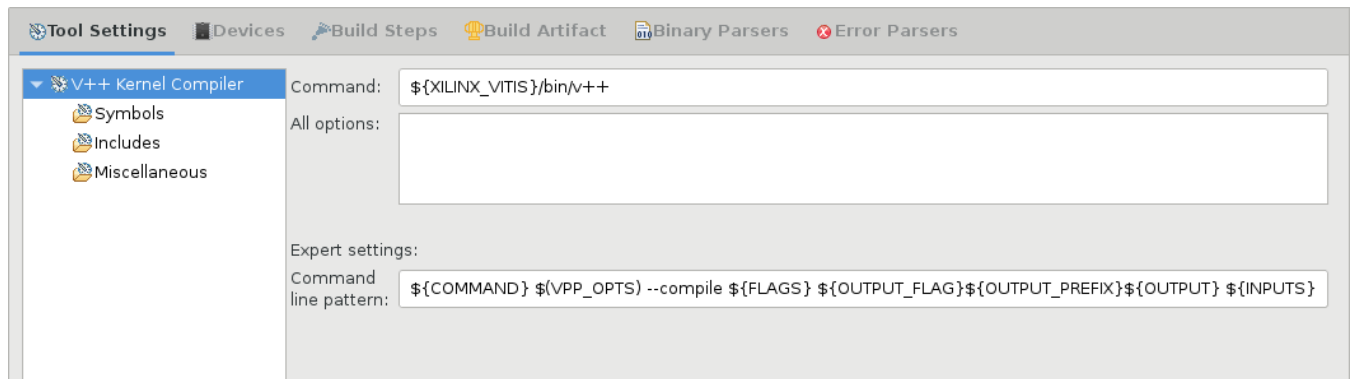 Tool Settings Devices Build Steps Build Artifact Binary Parsers Error Parsers
V++ Kernel Compiler
Symbols
Includes
Miscellaneous
Command: ${XILINX_VITIS}/bin/v++
All options:
Expert settings:
Command
line pattern: ${COMMAND} $(VPP_OPTS) --compile ${FLAGS} ${OUTPUT_FLAG}${OUTPUT_PREFIX}${OUTPUT} ${INPUTS}